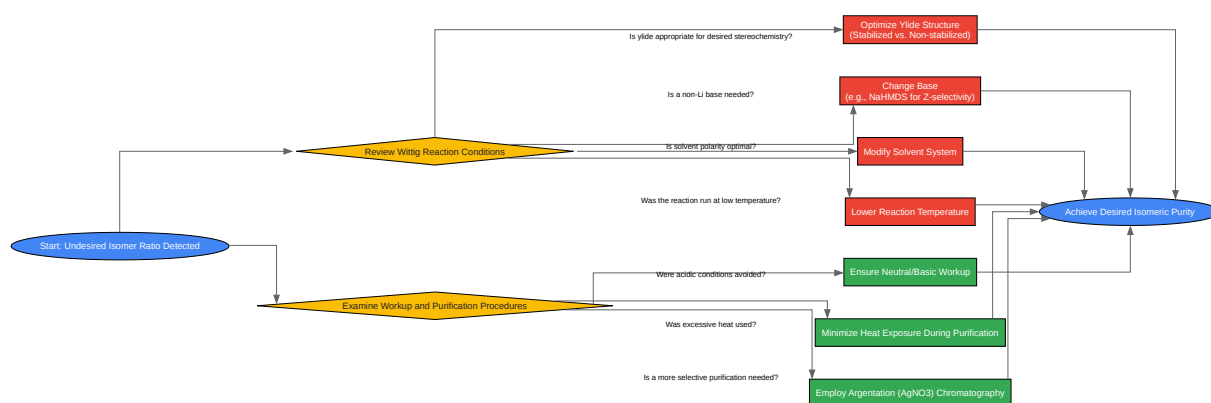 Optimize Ylide Structure
(Stabilized vs. Non-stabilized)
Is ylide appropriate for desired stereochemistry?
Change Base
(e.g., NaHMDS for Z-selectivity)
Is a non-Li base needed?
Review Wittig Reaction Conditions
Is solvent polarity optimal?
Modify Solvent System
Was the reaction run at low temperature?
Lower Reaction Temperature
Achieve Desired Isomeric Purity
Start: Undesired Isomer Ratio Detected
Were acidic conditions avoided?
Ensure Neutral/Basic Workup
Examine Workup and Purification Procedures
Was excessive heat used?
Minimize Heat Exposure During Purification
Is a more selective purification needed?
Employ Argentation (AgNO3) Chromatography